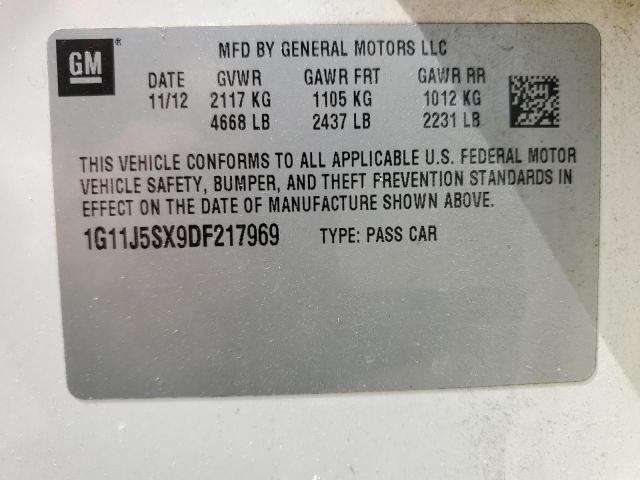 GM®
MFD BY GENERAL MOTORS LLC
DATE GVWR GAWR FRT GAWR RR
11/12 2117 KG 1105 KG 1012 KG
4668 LB 2437 LB 2231 LB
THIS VEHICLE CONFORMS TO ALL APPLICABLE U.S. FEDERAL MOTOR
VEHICLE SAFETY, BUMPER, AND THEFT PREVENTION STANDARDS IN
EFFECT ON THE DATE OF MANUFACTURE SHOWN ABOVE.
1G11J5SX9DF217969 TYPE: PASS CAR